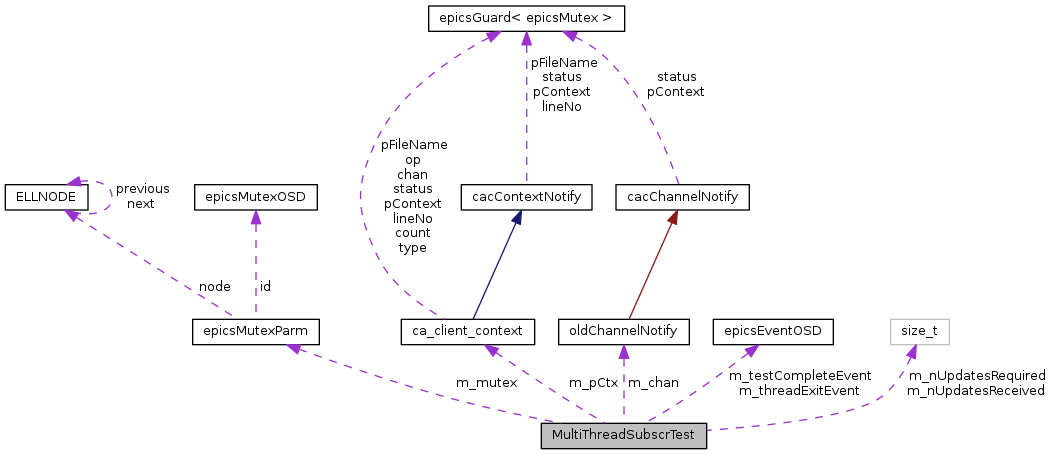 epicsGuard< epicsMutex >
pFileName
status
pContext
lineNo
status
pContext
pFileName
op
chan
status
pContext
lineNo
count
type
previous
next
ELLNODE
epicsMutexOSD
cacContextNotify
cacChannelNotify
node
id
epicsMutexParm
ca_client_context
oldChannelNotify
epicsEventOSD
size_t
m_mutex
m_pCtx
m_chan
m_testCompleteEvent
m_threadExitEvent
m_nUpdatesRequired
m_nUpdatesReceived
MultiThreadSubscrTest